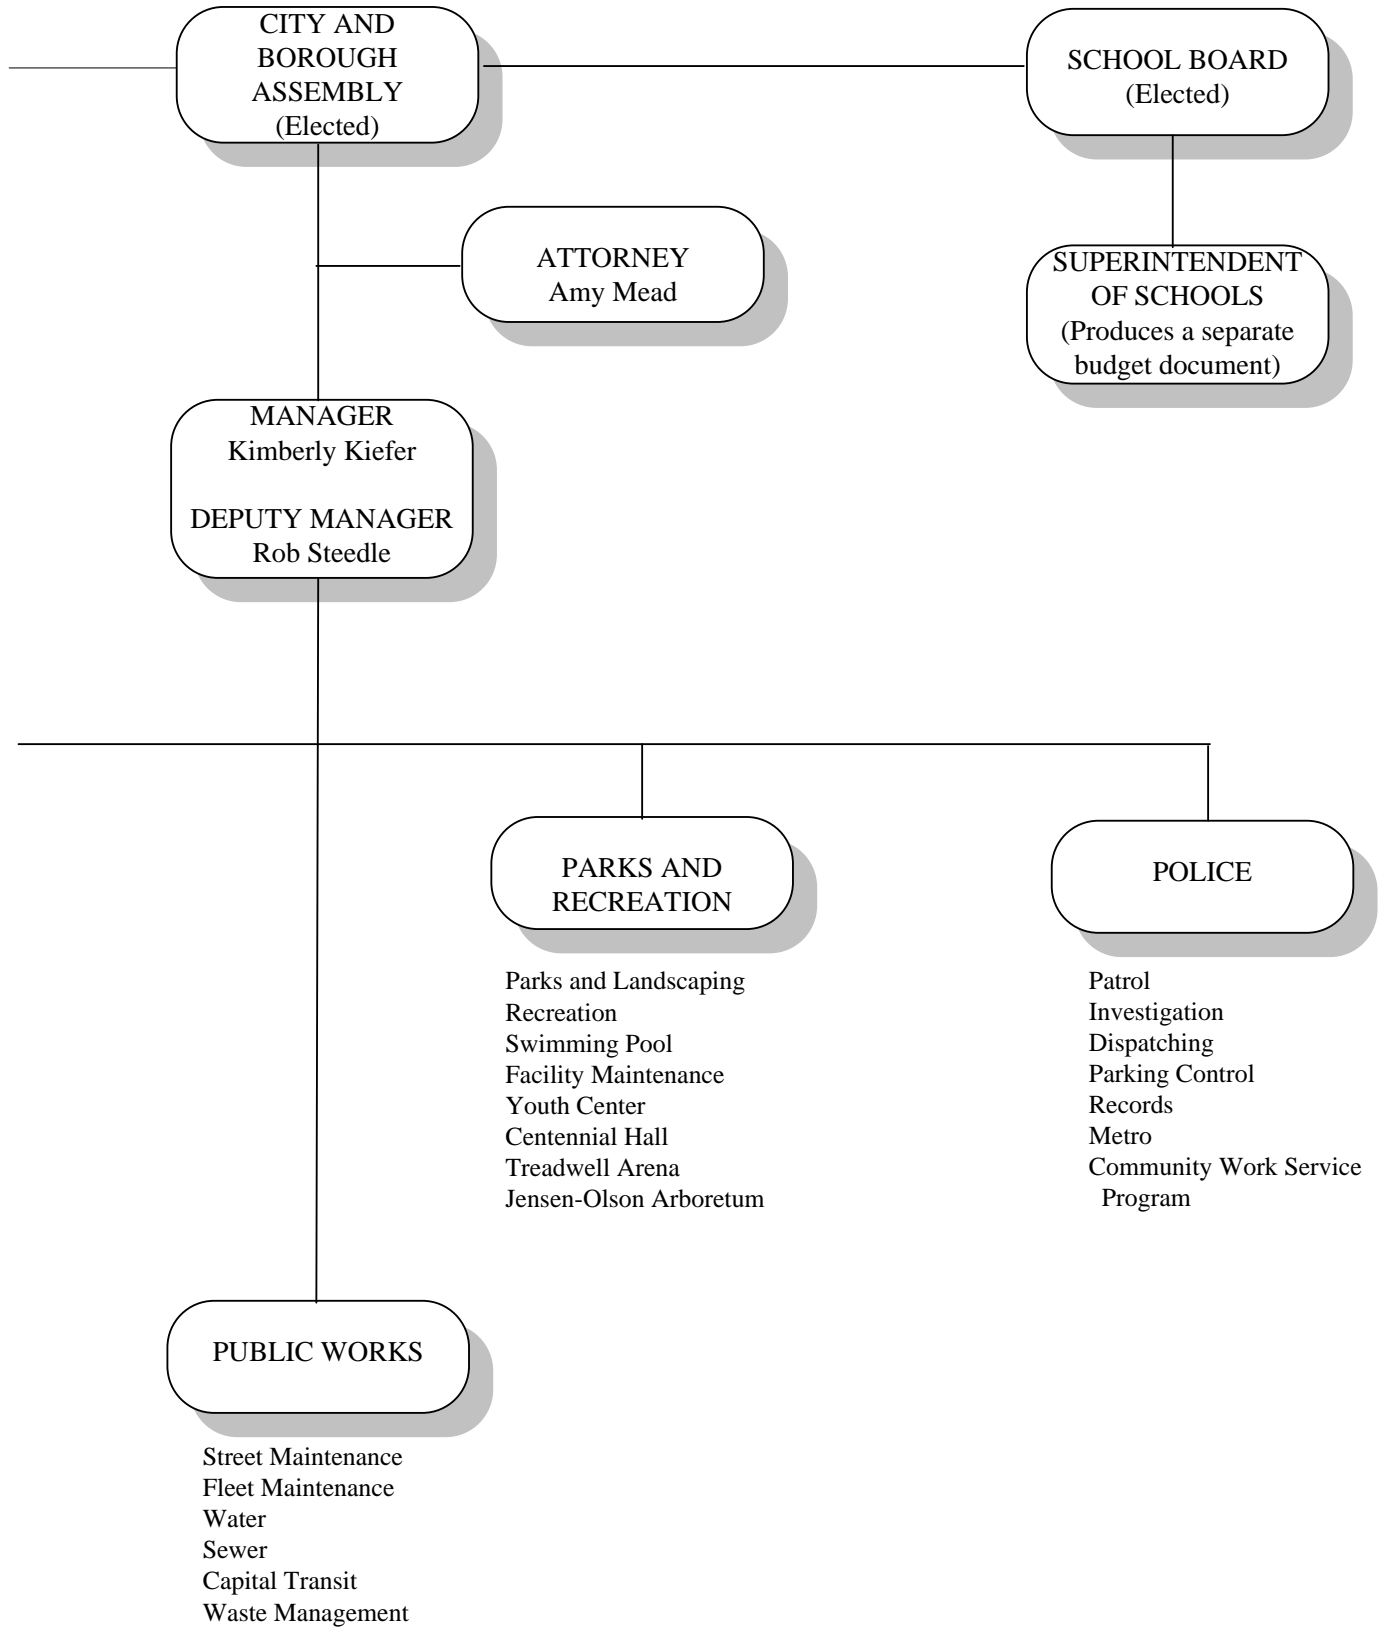 CITY AND
BOROUGH
ASSEMBLY
(Elected)
SCHOOL BOARD
(Elected)
ATTORNEY
Amy Mead
SUPERINTENDENT
OF SCHOOLS
(Produces a separate
budget document)
MANAGER
Kimberly Kiefer
DEPUTY MANAGER
Rob Steedle
PARKS AND
RECREATION
Parks and Landscaping
Recreation
Swimming Pool
Facility Maintenance
Youth Center
Centennial Hall
Treadwell Arena
Jensen-Olson Arboretum
POLICE
Patrol
Investigation
Dispatching
Parking Control
Records
Metro
Community Work Service
Program
PUBLIC WORKS
Street Maintenance
Fleet Maintenance
Water
Sewer
Capital Transit
Waste Management